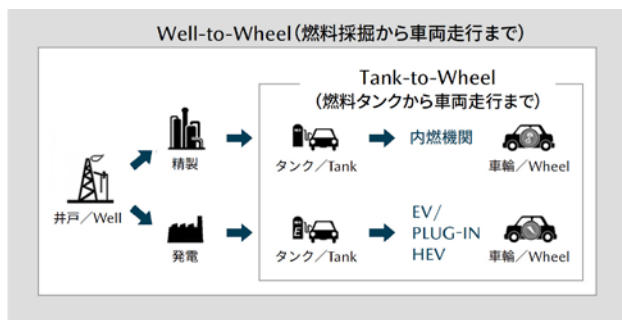 Well-to-Wheel（燃料採掘から車両走行まで）
Tank-to-Wheel
（燃料タンクから車両走行まで）
井戸／Well
精製
タンク／Tank
内燃機関
車輪／Wheel
発電
E
タンク／Tank
EV/
PLUG-IN
HEV
車輪／Wheel